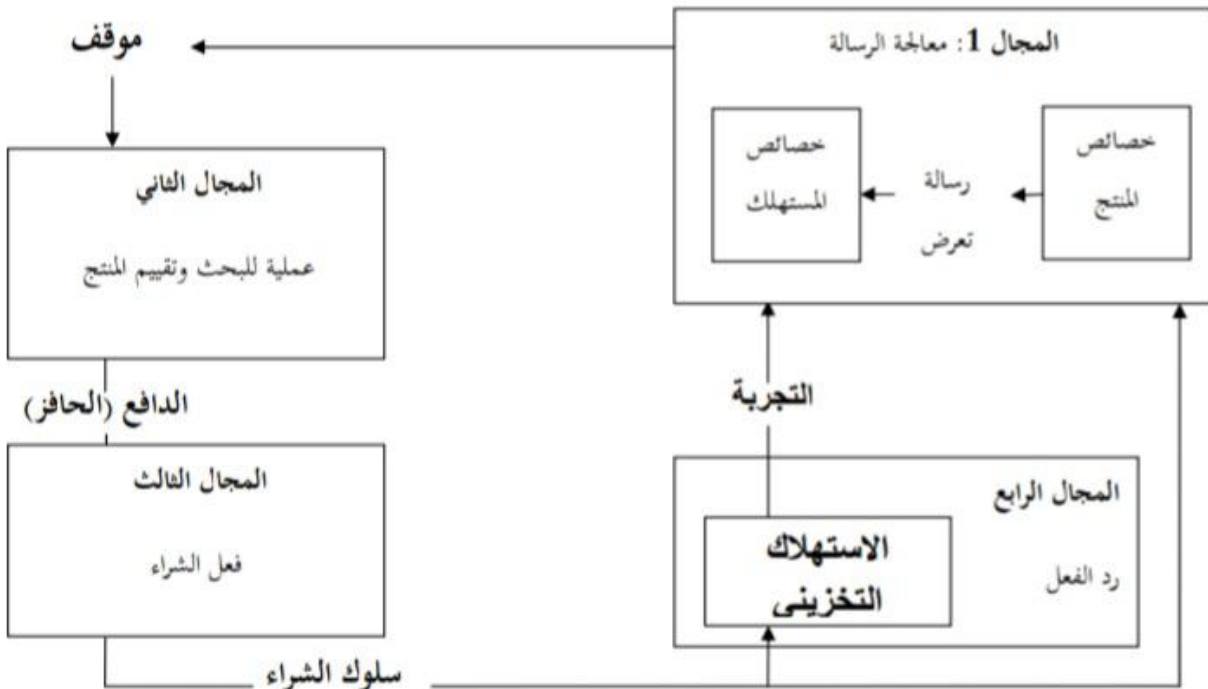 المجال 1: معالجة الرسالة
خصائص
المنتج
رسالة
تعرض
خصائص
المستهلك
موقف
المجال الثاني
عملية للبحث وتقييم المنتج
الدافع (الحافز)
المجال الثالث
فعل الشراء
سلوك الشراء
المجال الرابع
رد الفعل
الاستهلاك
التخزينى
التجربة